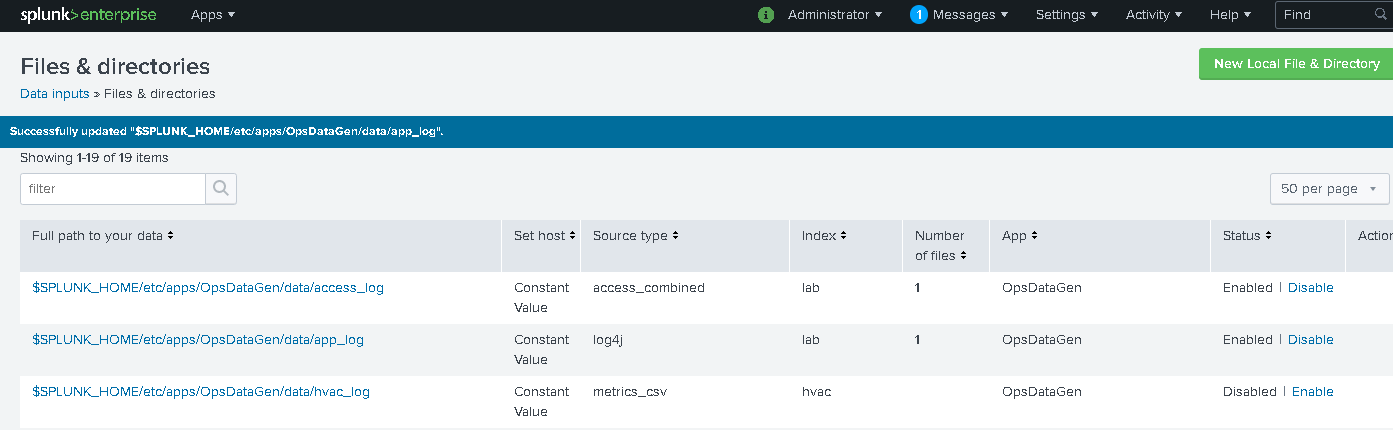 splunk>enterprise Apps Administrator 1 Messages Settings Activity Help Find
Files & directories
New Local File & Directory
Data inputs » Files & directories
Successfully updated "$SPLUNK_HOME/etc/apps/OpsDataGen/data/app_log".
Showing 1-19 of 19 items
filter
50 per page
Full path to your data Set host Source type Index Number of files App Status Action
$SPLUNK_HOME/etc/apps/OpsDataGen/data/access_log Constant Value access_combined lab 1 OpsDataGen Enabled | Disable
$SPLUNK_HOME/etc/apps/OpsDataGen/data/app_log Constant Value log4j lab 1 OpsDataGen Enabled | Disable
$SPLUNK_HOME/etc/apps/OpsDataGen/data/hvac_log Constant Value metrics_csv hvac OpsDataGen Disabled | Enable